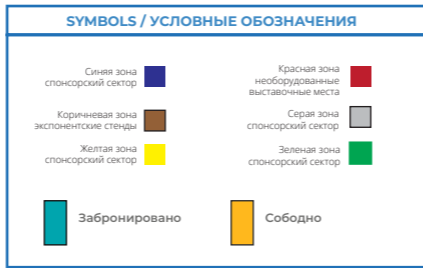 SYMBOLS / УСЛОВНЫЕ ОБОЗНАЧЕНИЯ
Синяя зона
спонсорский сектор
Красная зона
необорудованные
выставочные места
Коричневая зона
экспонентские стенды
Серая зона
спонсорский сектор
Желтая зона
спонсорский сектор
Зеленая зона
спонсорский сектор
Забронировано
Сободно